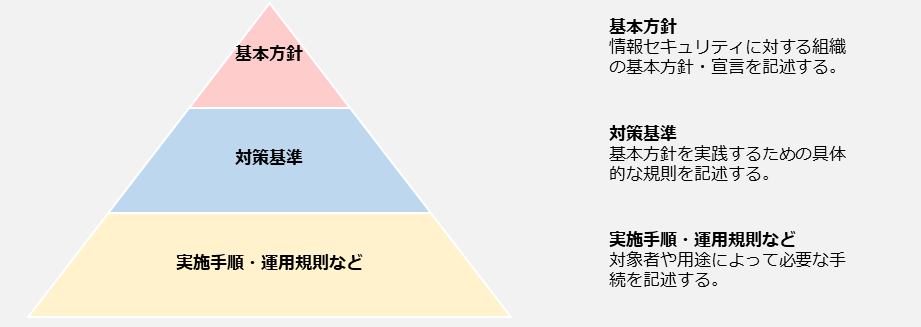 基本方針
対策基準
実施手順・運用規則など
基本方針
情報セキュリティに対する組織
の基本方針・宣言を記述する。
対策基準
基本方針を実践するための具体
的な規則を記述する。
実施手順・運用規則など
対象者や用途によって必要な手
続を記述する。